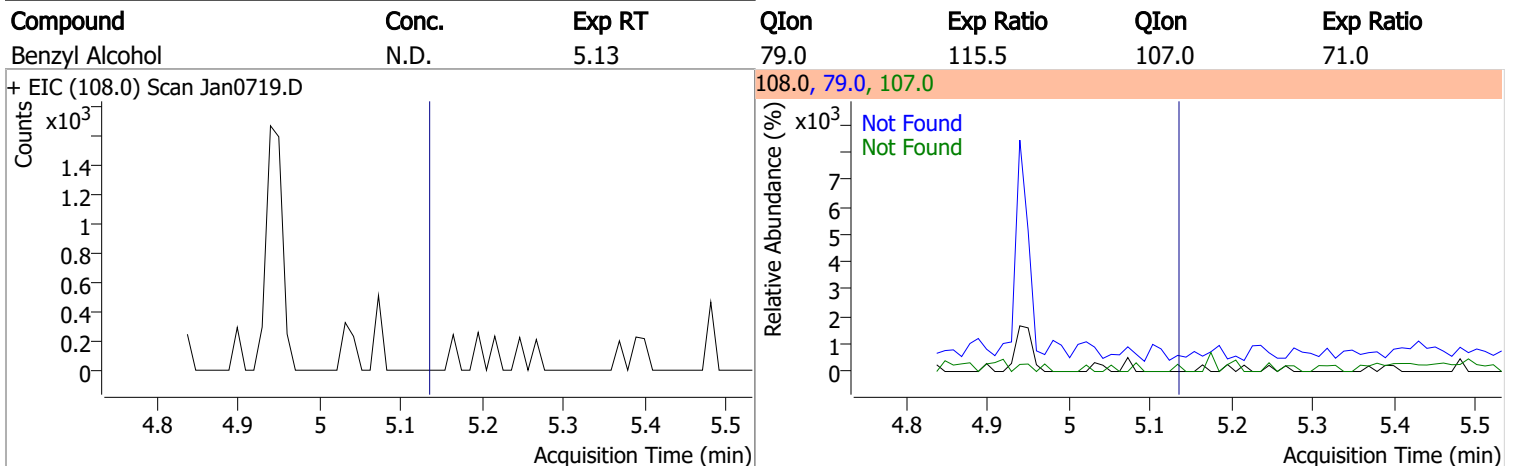 Compound Conc. Exp RT QIon Exp Ratio QIon Exp Ratio
Benzyl Alcohol N.D. 5.13 79.0 115.5 107.0 71.0
+ EIC (108.0) Scan Jan0719.D
Counts
x10³
1.4
1.2
1
0.8
0.6
0.4
0.2
0
4.8 4.9 5 5.1 5.2 5.3 5.4 5.5
Acquisition Time (min)
108.0, 79.0, 107.0
Relative Abundance (%)
x10³
Not Found
Not Found
7
6
5
4
3
2
1
0
4.8 4.9 5 5.1 5.2 5.3 5.4 5.5
Acquisition Time (min)